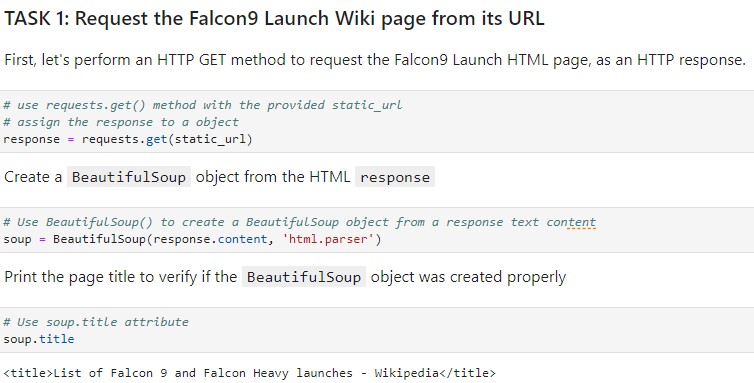 TASK 1: Request the Falcon9 Launch Wiki page from its URL
First, let's perform an HTTP GET method to request the Falcon9 Launch HTML page, as an HTTP response.
# use requests.get() method with the provided static_url
# assign the response to a object
response = requests.get(static_url)
Create a BeautifulSoup object from the HTML response
# Use BeautifulSoup() to create a BeautifulSoup object from a response text content
soup = BeautifulSoup(response.content, 'html.parser')
Print the page title to verify if the BeautifulSoup object was created properly
# Use soup.title attribute
soup.title
<title>List of Falcon 9 and Falcon Heavy launches - Wikipedia</title>